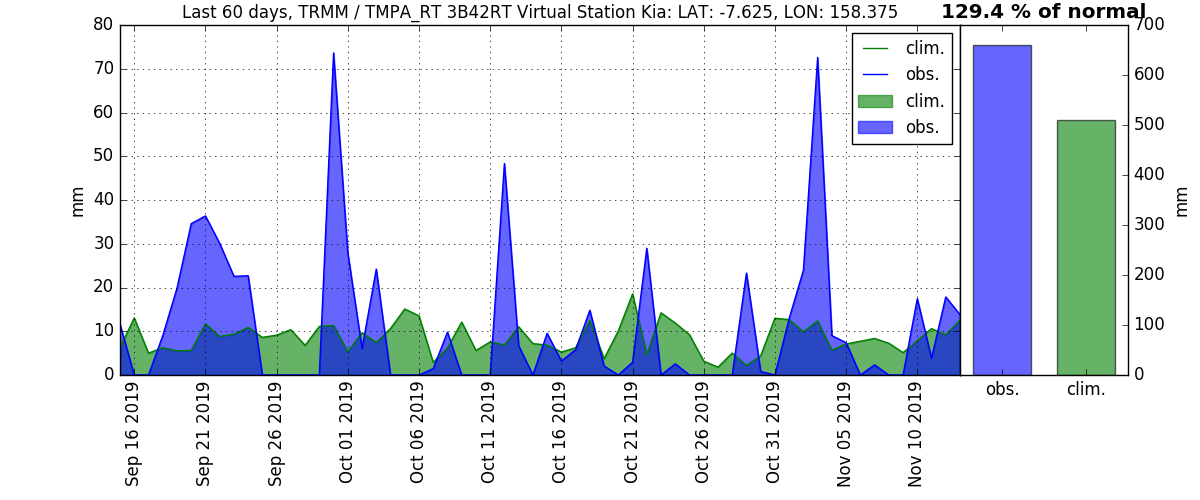 Last 60 days, TRMM / TMPA_RT 3B42RT Virtual Station Kia: LAT: -7.625, LON: 158.375
129.4 % of normal
mm
80
70
60
50
40
30
20
10
0
clim.
obs.
clim.
obs.
Sep 16 2019
Sep 21 2019
Sep 26 2019
Oct 01 2019
Oct 06 2019
Oct 11 2019
Oct 16 2019
Oct 21 2019
Oct 26 2019
Oct 31 2019
Nov 05 2019
Nov 10 2019
700
600
500
400
300
200
100
0
mm
obs.
clim.